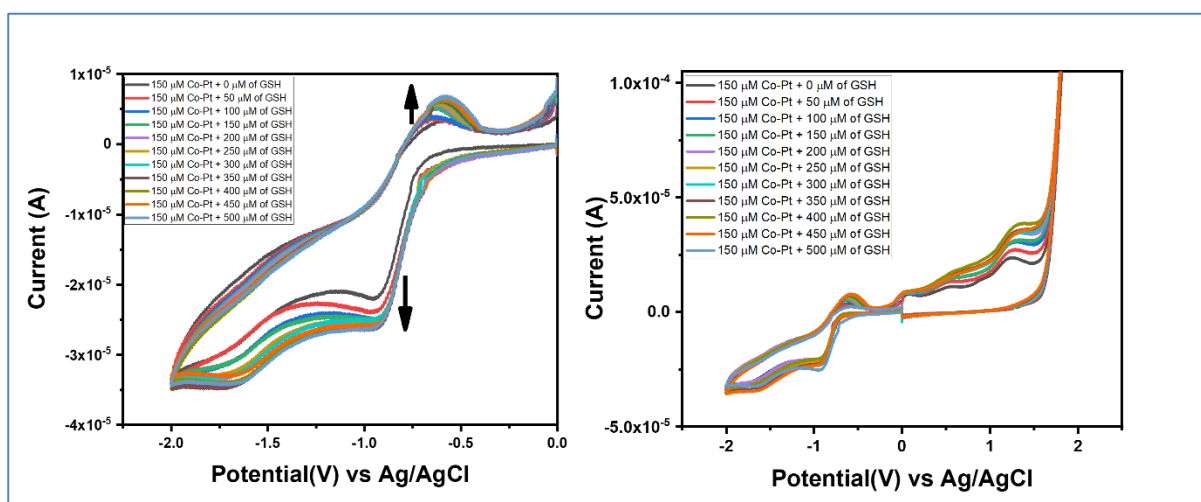 1x10⁻⁵
0
-1x10⁻⁵
-2x10⁻⁵
-3x10⁻⁵
-4x10⁻⁵
Current (A)
150 μM Co-Pt + 0 μM of GSH
150 μM Co-Pt + 50 μM of GSH
150 μM Co-Pt + 100 μM of GSH
150 μM Co-Pt + 150 μM of GSH
150 μM Co-Pt + 200 μM of GSH
150 μM Co-Pt + 250 μM of GSH
150 μM Co-Pt + 300 μM of GSH
150 μM Co-Pt + 350 μM of GSH
150 μM Co-Pt + 400 μM of GSH
150 μM Co-Pt + 450 μM of GSH
150 μM Co-Pt + 500 μM of GSH
-2.0 -1.5 -1.0 -0.5 0.0
Potential(V) vs Ag/AgCl
1.0x10⁻⁴
5.0x10⁻⁵
0.0
-5.0x10⁻⁵
Current (A)
150 μM Co-Pt + 0 μM of GSH
150 μM Co-Pt + 50 μM of GSH
150 μM Co-Pt + 100 μM of GSH
150 μM Co-Pt + 150 μM of GSH
150 μM Co-Pt + 200 μM of GSH
150 μM Co-Pt + 250 μM of GSH
150 μM Co-Pt + 300 μM of GSH
150 μM Co-Pt + 350 μM of GSH
150 μM Co-Pt + 400 μM of GSH
150 μM Co-Pt + 450 μM of GSH
150 μM Co-Pt + 500 μM of GSH
-2 -1 0 1 2
Potential(V) vs Ag/AgCl